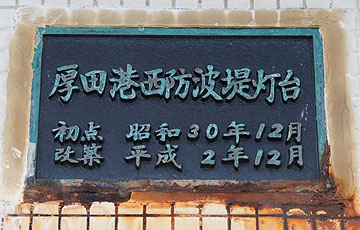 厚田港西防波堤灯台
初点 昭和30年12月
改築 平成 2年12月